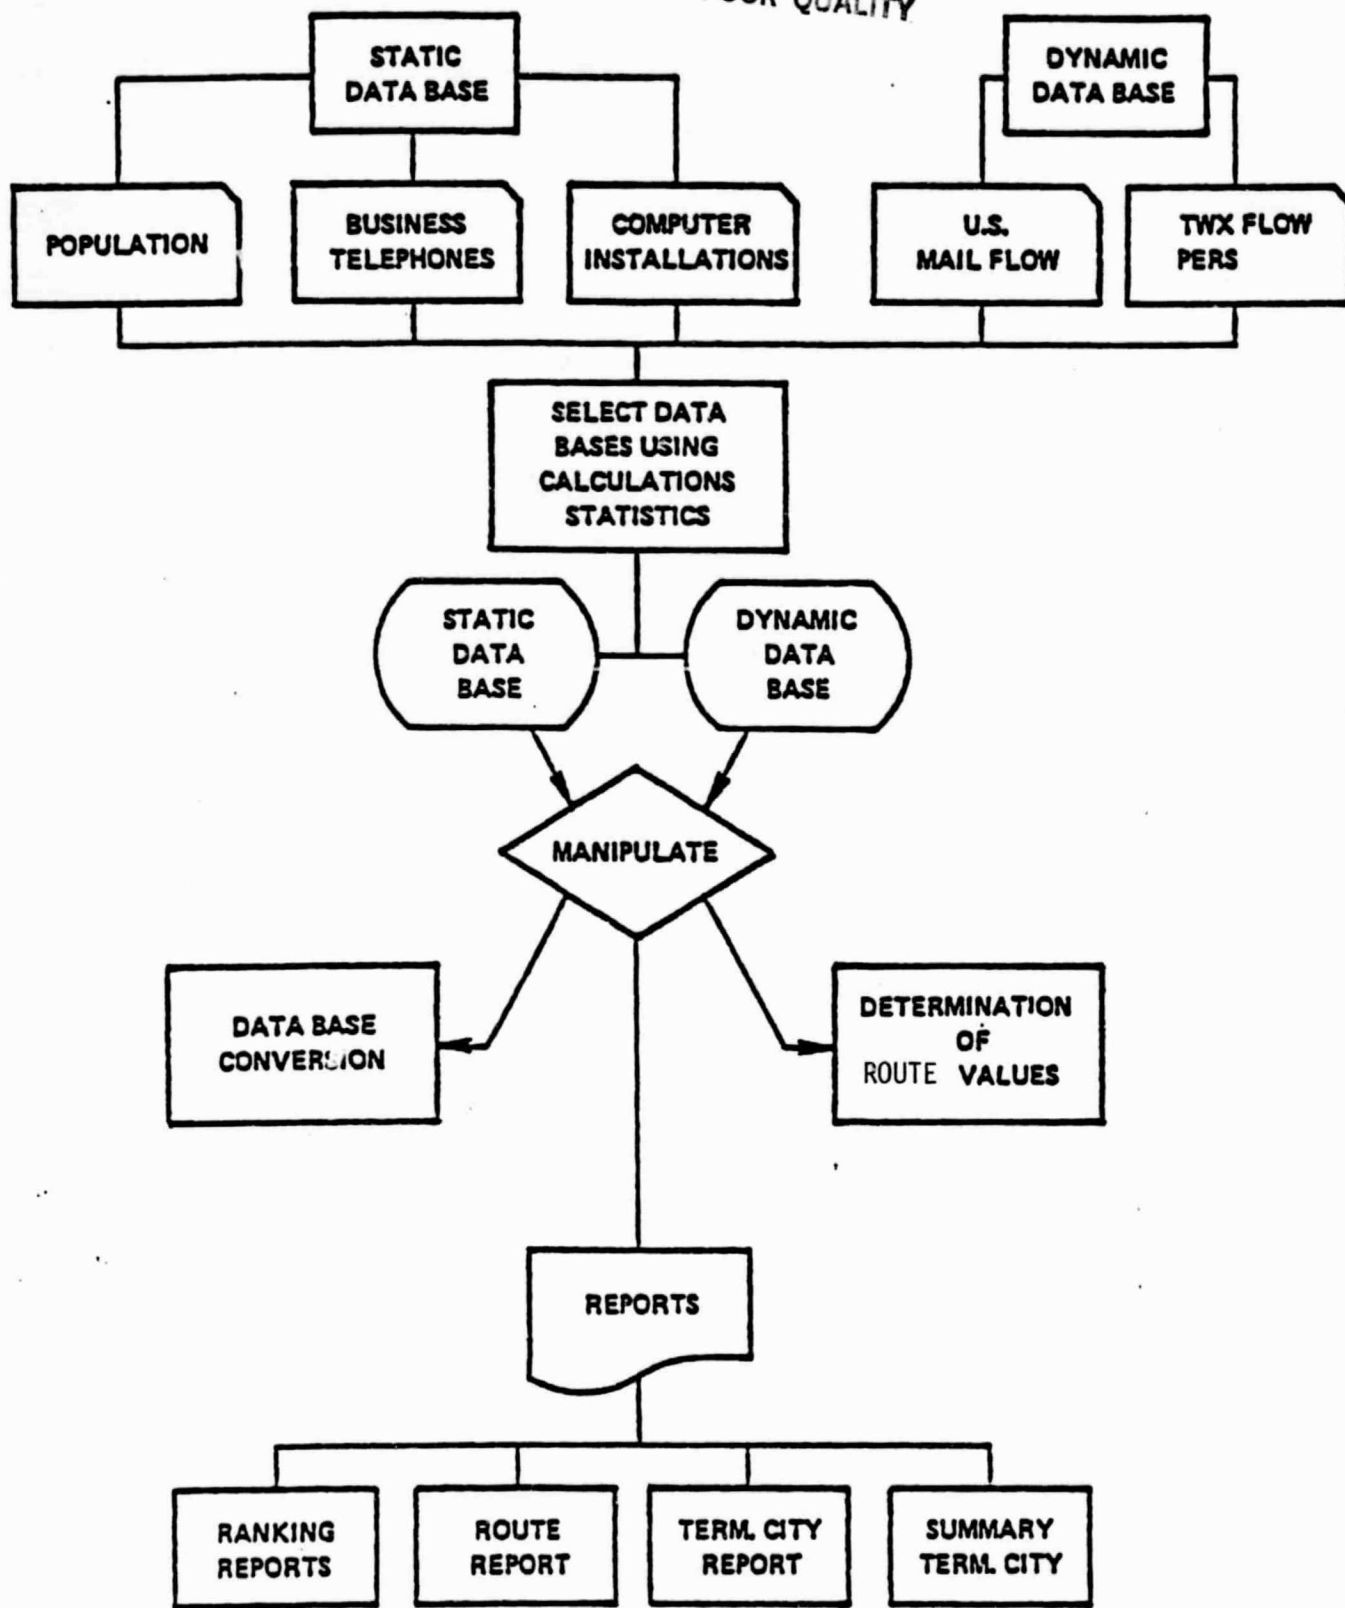 QUALITY
STATIC
DATA BASE
DYNAMIC
DATA BASE
POPULATION
BUSINESS
TELEPHONES
COMPUTER
INSTALLATIONS
U.S.
MAIL FLOW
TWX FLOW
PERS
SELECT DATA
BASES USING
CALCULATIONS
STATISTICS
STATIC
DATA
BASE
DYNAMIC
DATA
BASE
MANIPULATE
DATA BASE
CONVERSION
DETERMINATION
OF
ROUTE VALUES
REPORTS
RANKING
REPORTS
ROUTE
REPORT
TERM. CITY
REPORT
SUMMARY
TERM. CITY